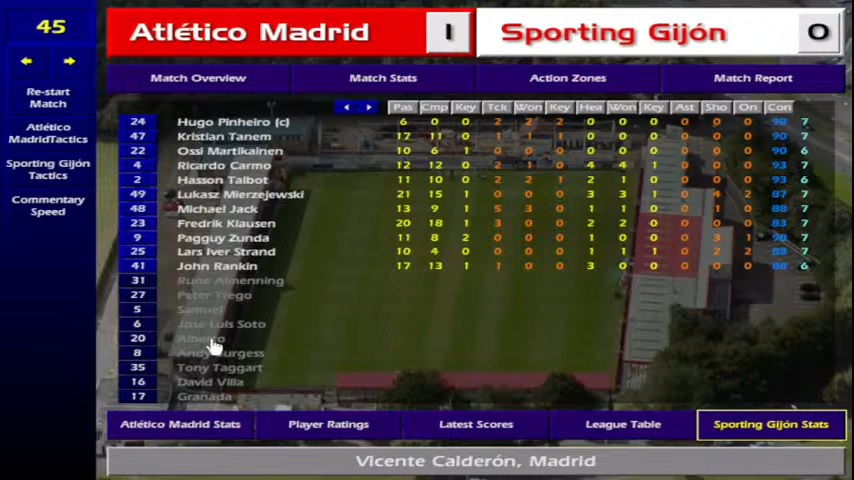 45
Atlético Madrid 1 Sporting Gijón 0
Match Overview Match Stats Action Zones Match Report
Re-start
Match
Atlético
MadridTactics
Sporting Gijón
Tactics
Commentary
Speed
Pas Cmp Key Tck Won Key Hea Won Key Ast Sho On Con
24 Hugo Pinheiro (c) 6 0 0 2 2 2 0 0 0 0 0 0 93 7
47 Kristian Tanem 17 11 0 1 1 1 0 0 0 0 0 0 90 7
22 Ossi Martikainen 10 6 1 0 0 0 0 0 0 0 0 0 90 6
4 Ricardo Carmo 12 12 0 2 1 0 4 4 1 0 0 0 93 7
2 Hasson Talbot 11 10 0 2 2 1 2 1 0 0 0 0 93 6
49 Lukasz Mierzejewski 21 15 1 0 0 0 3 3 1 0 4 2 87 7
48 Michael Jack 13 9 1 5 3 0 1 1 0 0 1 0 88 7
23 Fredrik Klausen 20 18 1 3 0 0 2 2 0 0 0 0 83 7
9 Pagguy Zunda 11 8 2 0 0 0 1 0 0 0 3 1 90 7
25 Lars Iver Strand 10 4 0 0 0 0 1 1 1 0 2 2 88 7
41 John Rankin 17 13 1 1 0 0 3 0 0 0 0 0 88 6
31 Rune Almenning
27 Peter Trego
5 Samuel
6 José Luis Soto
20
8 Andy Burgess
35 Tony Taggart
16 David Villa
17 Granada
Atlético Madrid Stats Player Ratings Latest Scores League Table Sporting Gijón Stats
Vicente Calderón, Madrid